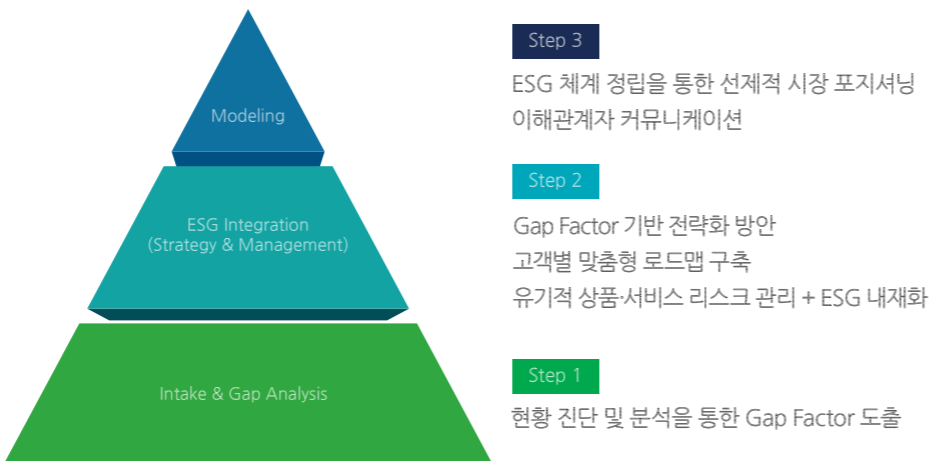 Modeling
Step 3
ESG 체계 정립을 통한 선제적 시장 포지셔닝
이해관계자 커뮤니케이션
ESG Integration
(Strategy & Management)
Step 2
Gap Factor 기반 전략화 방안
고객별 맞춤형 로드맵 구축
유기적 상품·서비스 리스크 관리 + ESG 내재화
Intake & Gap Analysis
Step 1
현황 진단 및 분석을 통한 Gap Factor 도출